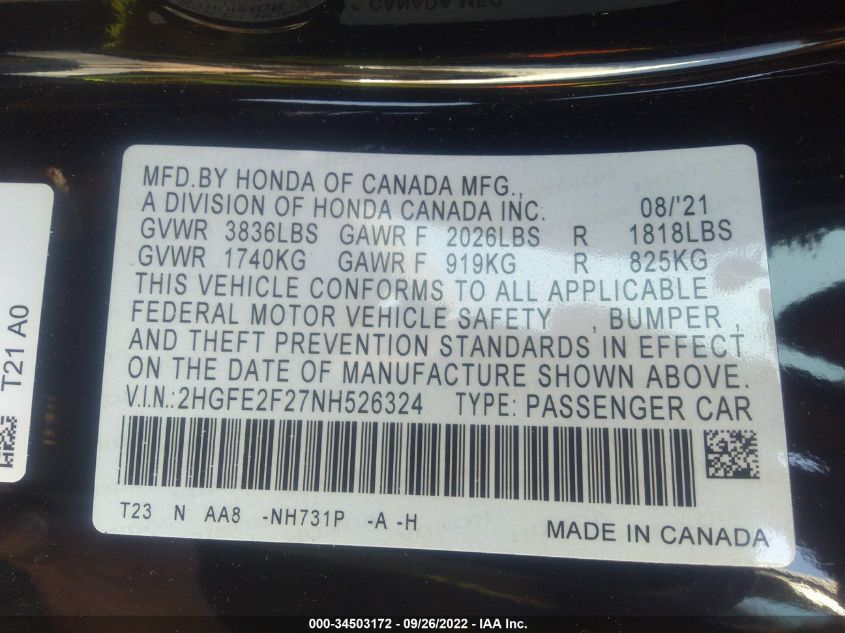 CANADA
MFD.BY HONDA OF CANADA MFG.,
A DIVISION OF HONDA CANADA INC. 08/'21
GVWR 3836LBS GAWR F 2026LBS R 1818LBS
GVWR 1740KG GAWR F 919KG R 825KG
THIS VEHICLE CONFORMS TO ALL APPLICABLE
FEDERAL MOTOR VEHICLE SAFETY , BUMPER ,
AND THEFT PREVENTION STANDARDS IN EFFECT
ON THE DATE OF MANUFACTURE SHOWN ABOVE.
V.I.N.:2HGFE2F27NH526324 TYPE: PASSENGER CAR
T23 N AA8 -NH731P -A -H
MADE IN CANADA
T21 A0
000-34503172 - 09/26/2022 - IAA Inc.